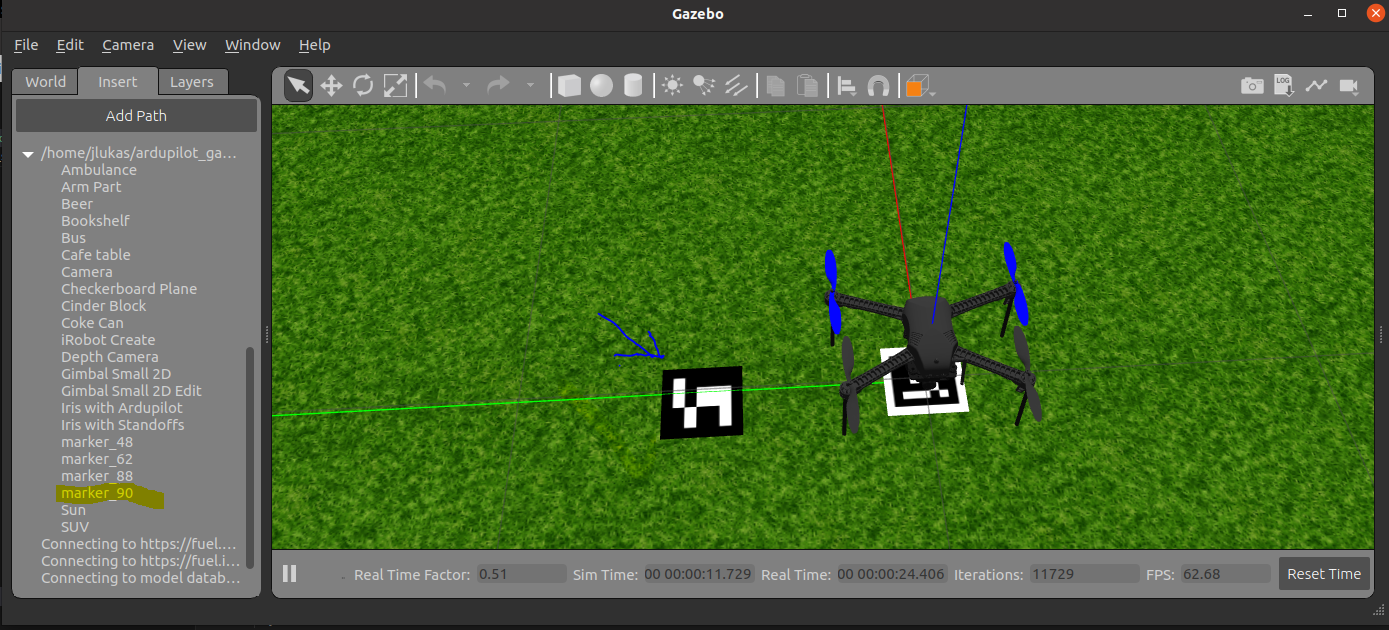 Gazebo
File Edit Camera View Window Help
World Insert Layers
Add Path
/home/jlukas/ardupilot_ga...
Ambulance
Arm Part
Beer
Bookshelf
Bus
Cafe table
Camera
Checkerboard Plane
Cinder Block
Coke Can
iRobot Create
Depth Camera
Gimbal Small 2D
Gimbal Small 2D Edit
Iris with Ardupilot
Iris with Standoffs
marker_48
marker_62
marker_88
marker_90
Sun
SUV
Connecting to https://fuel....
Connecting to https://fuel.i...
Connecting to model datab...
LOG
Real Time Factor: 0.51 Sim Time: 00 00:00:11.729 Real Time: 00 00:00:24.406 Iterations: 11729 FPS: 62.68 Reset Time